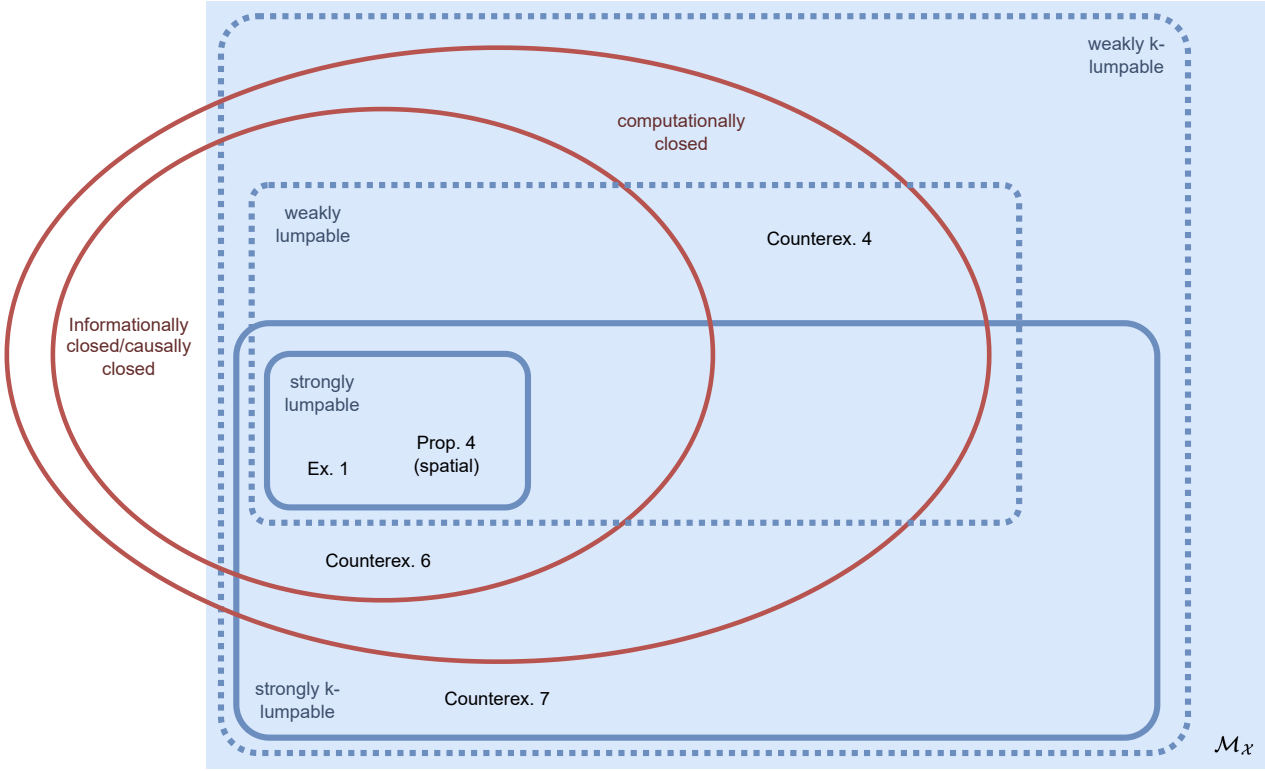 weakly k-
lumpable
computationally
closed
weakly
lumpable
Counterex. 4
Informationally
closed/causally
closed
strongly
lumpable
Prop. 4
(spatial)
Ex. 1
Counterex. 6
strongly k-
lumpable
Counterex. 7
ℳ𝒳